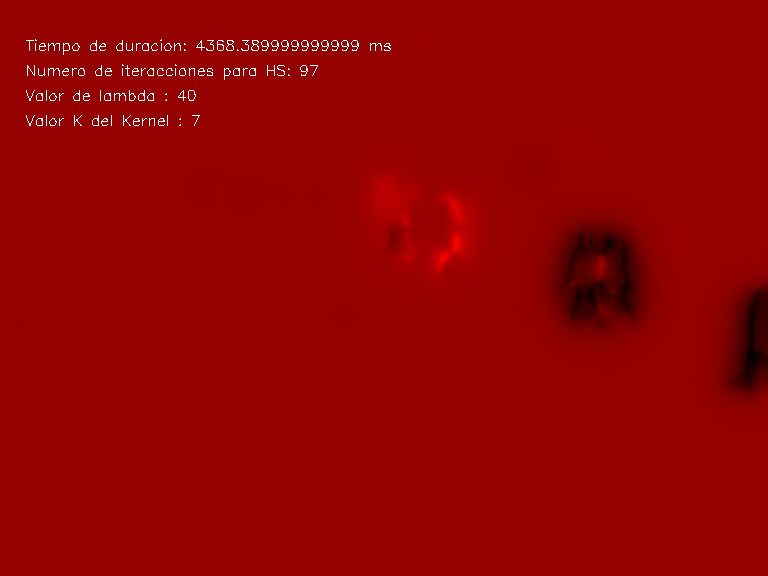 Tiempo de duracion: 4368.389999999999 ms
Numero de iteracciones para HS: 97
Valor de lambda : 40
Valor K del Kernel : 7